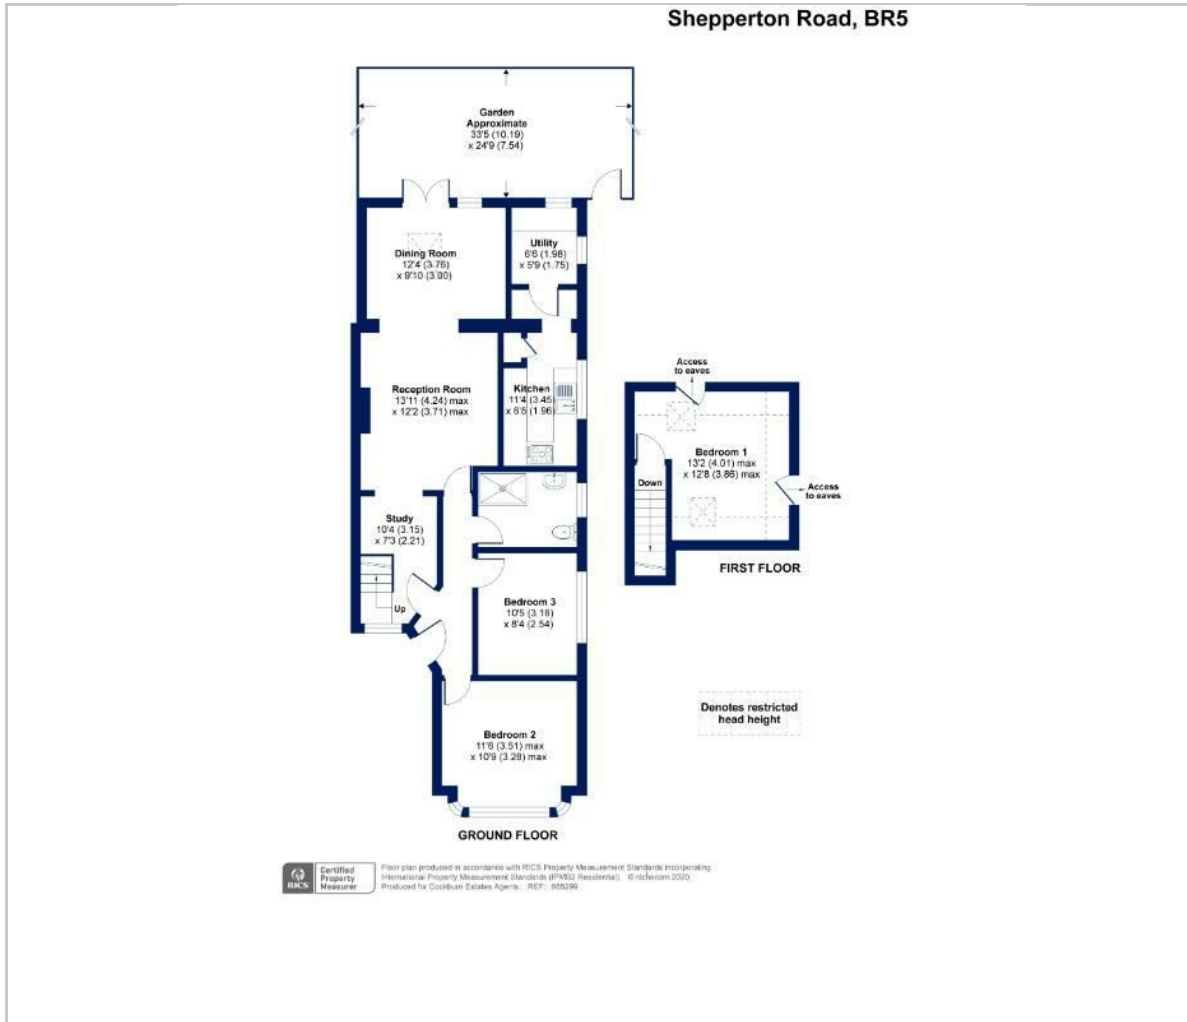 Shepperton Road, BR5
Garden
Approximate
33'5 (10.19)
x 24'9 (7.54)
Dining Room
12'4 (3.76)
x 9'10 (3.00)
Utility
6'6 (1.98)
x 5'9 (1.75)
Reception Room
13'11 (4.24) max
x 12'2 (3.71) max
Kitchen
11'4 (3.45)
x 6'5 (1.96)
Study
10'4 (3.15)
x 7'3 (2.21)
Up
Bedroom 3
10'5 (3.18)
x 8'4 (2.54)
Bedroom 2
11'6 (3.51) max
x 10'9 (3.28) max
GROUND FLOOR
Access
to eaves
Bedroom 1
13'2 (4.01) max
x 12'8 (3.86) max
Down
Access
to eaves
FIRST FLOOR
Denotes restricted
head height
RICS
Certified
Property
Measurer
Floor plan produced in accordance with RICS Property Measurement Standards incorporating
International Property Measurement Standards (IPMS2 Residential). © nichecom 2020.
Produced for Cockburn Estates Agents. REF: